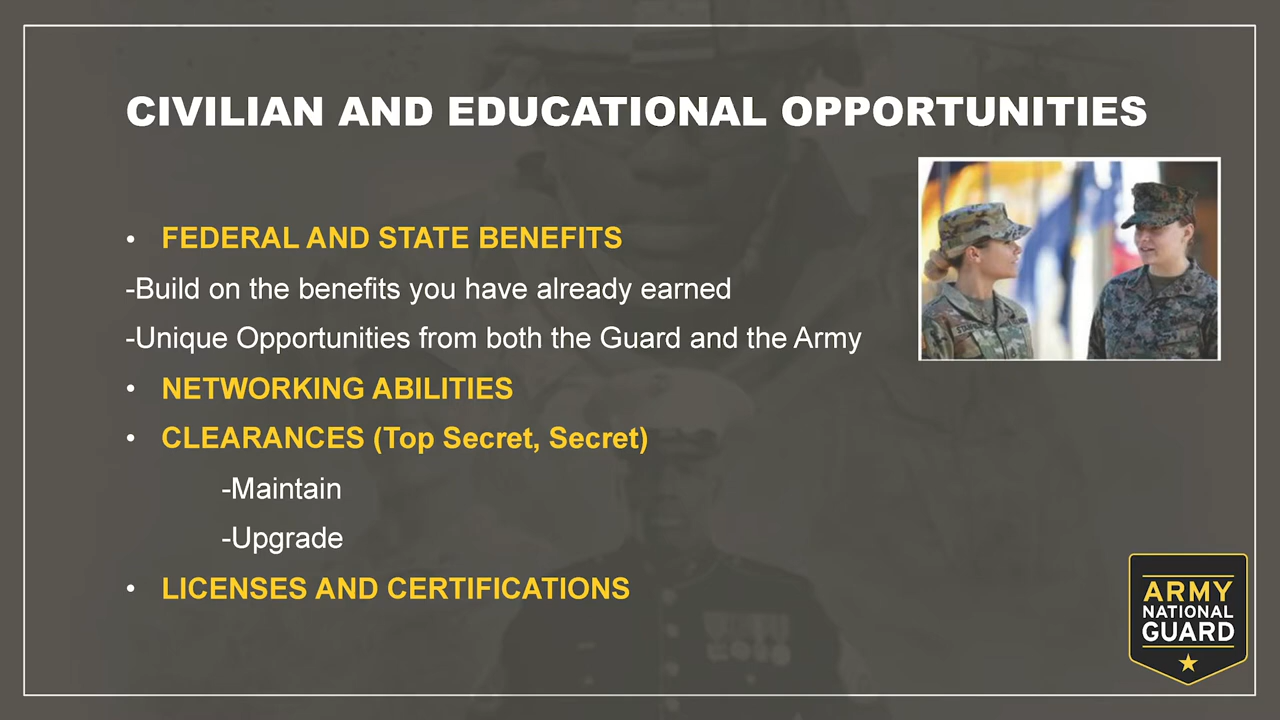 CIVILIAN AND EDUCATIONAL OPPORTUNITIES
• FEDERAL AND STATE BENEFITS
-Build on the benefits you have already earned
-Unique Opportunities from both the Guard and the Army
• NETWORKING ABILITIES
• CLEARANCES (Top Secret, Secret)
-Maintain
-Upgrade
• LICENSES AND CERTIFICATIONS
ARMY
NATIONAL
GUARD